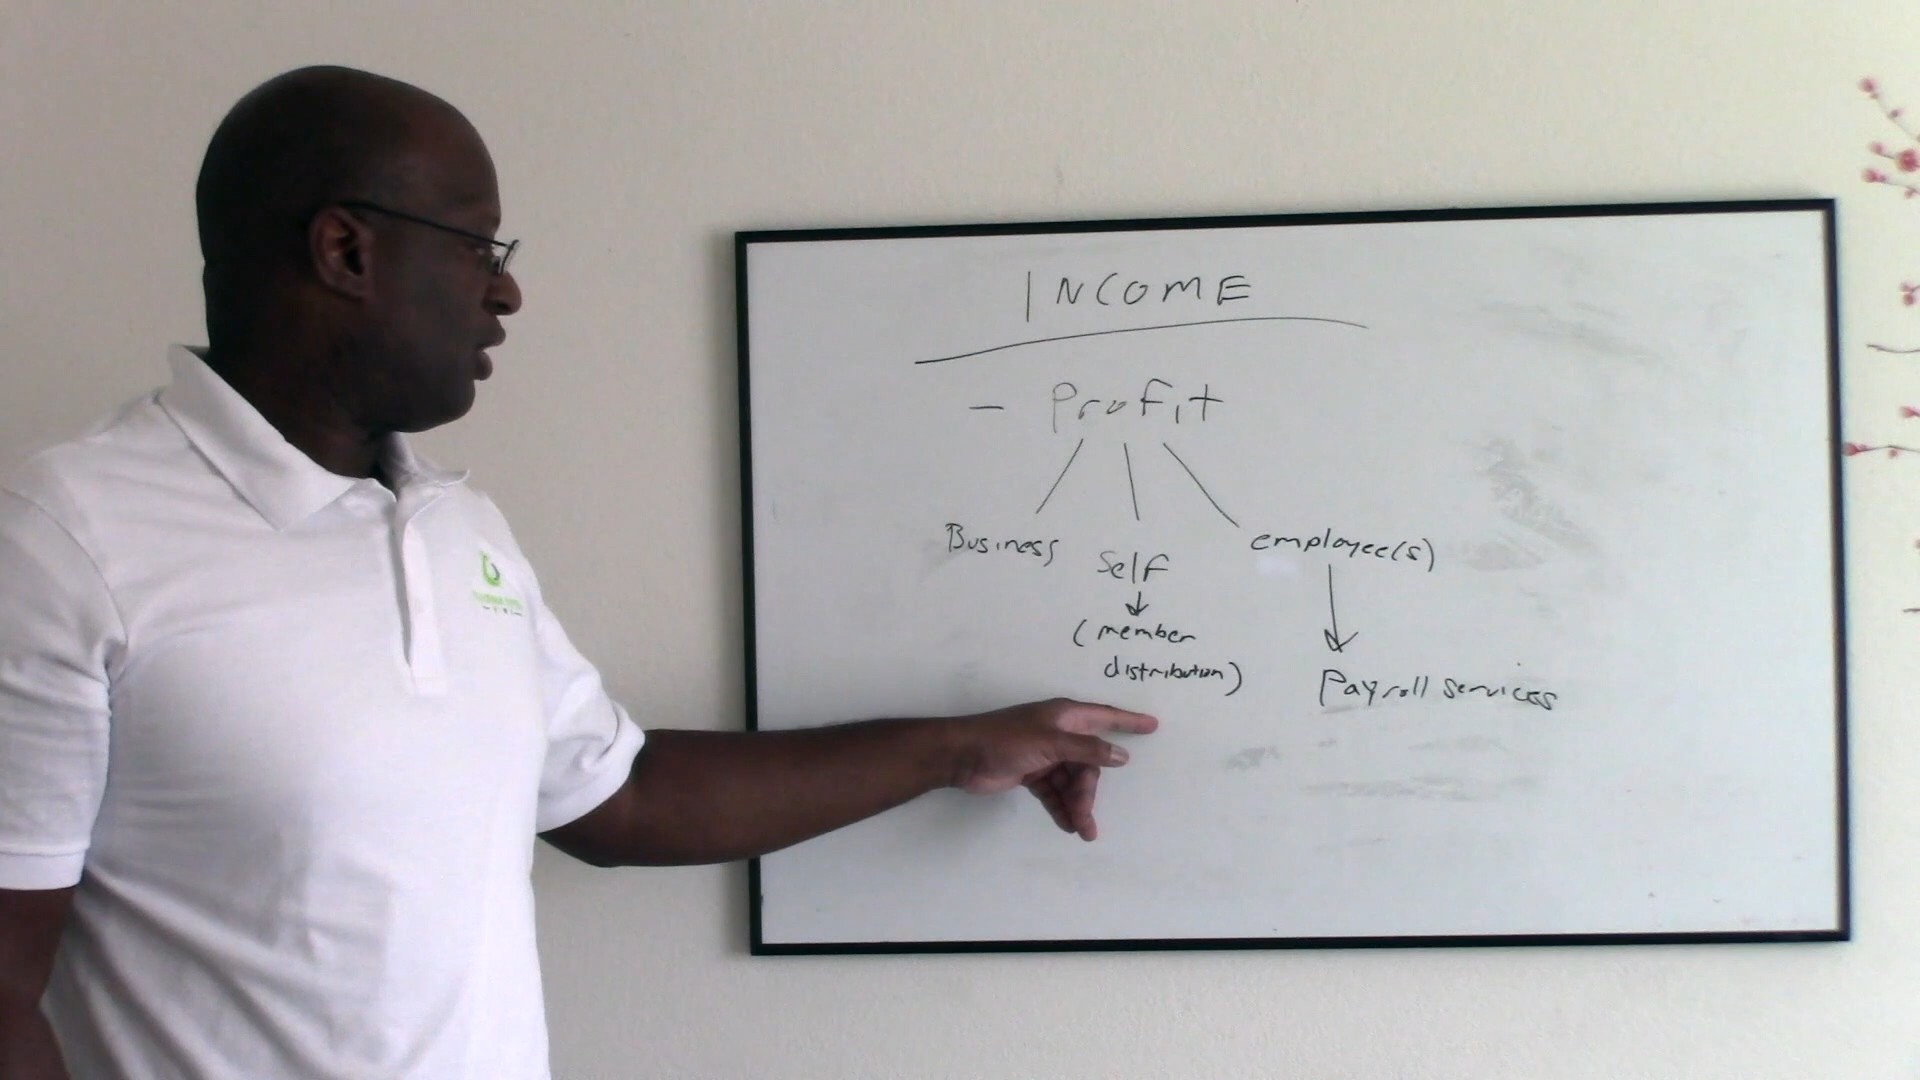 INCOME
- Profit
Business
Self
employee(s)
(member
distribution)
Payroll services